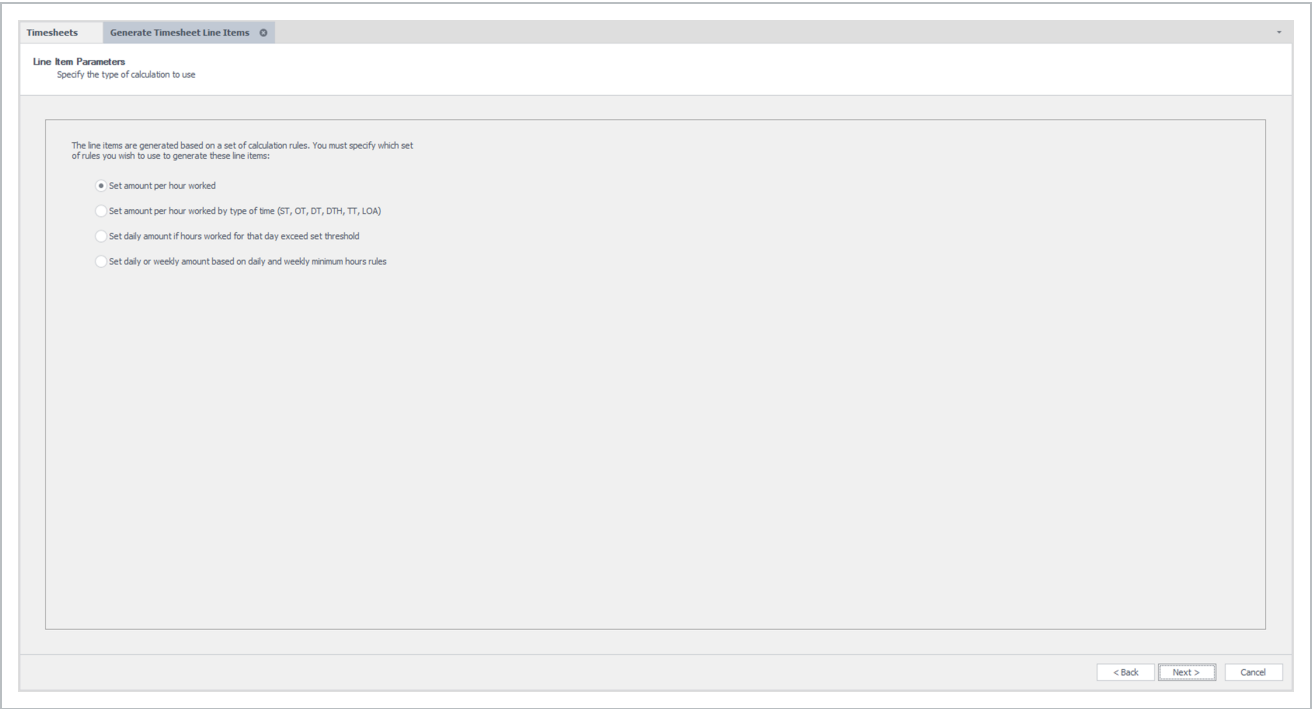 Timesheets
Generate Timesheet Line Items
Line Item Parameters
Specify the type of calculation to use
The line items are generated based on a set of calculation rules. You must specify which set
of rules you wish to use to generate these line items:
Set amount per hour worked
Set amount per hour worked by type of time (ST, OT, DT, DTH, TT, LOA)
Set daily amount if hours worked for that day exceed set threshold
Set daily or weekly amount based on daily and weekly minimum hours rules
< Back
Next >
Cancel